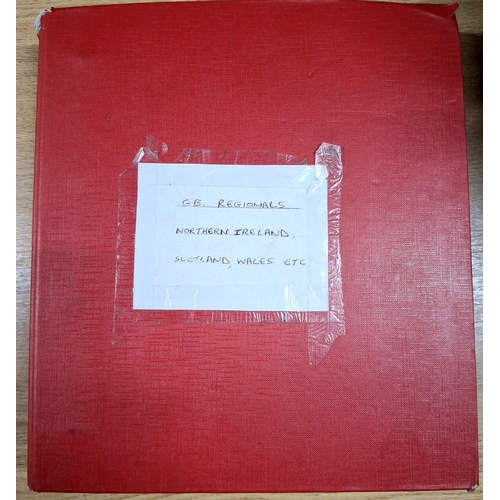 G.B. REGIONALS
NORTHERN IRELAND,
SCOTLAND, WALES ETC